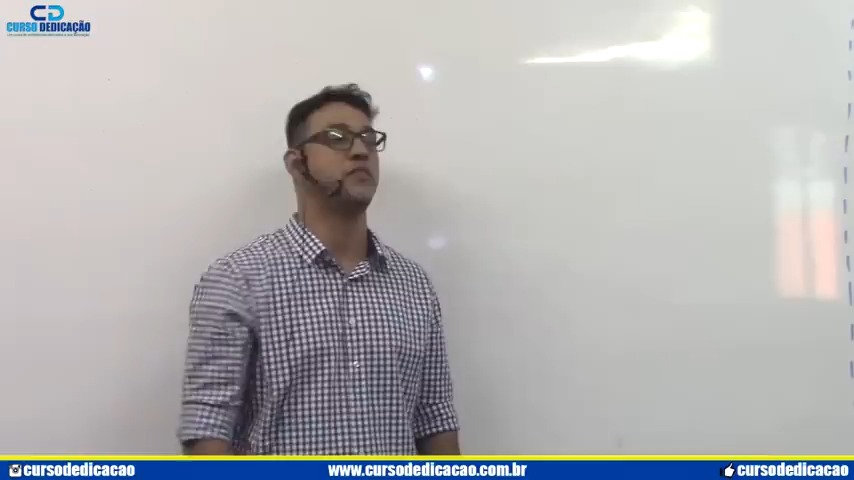 CD
CURSO DEDICAÇÃO
cursodedicacao
www.cursodedicacao.com.br
cursodedicacao